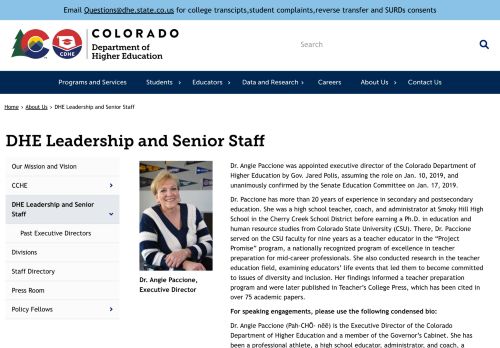 Email Questions@dhe.state.co.us for college transcipts,student complaints,reverse transfer and SURDs consents
COLORADO
Department of
Higher Education
CO
CDHE
Search
Programs and Services
Students
Educators
Data and Research
Careers
About Us
Contact Us
Home > About Us > DHE Leadership and Senior Staff
DHE Leadership and Senior Staff
Our Mission and Vision
CCHE
DHE Leadership and Senior
Staff
Past Executive Directors
Divisions
Staff Directory
Press Room
Policy Fellows
Dr. Angie Paccione,
Executive Director
Dr. Angie Paccione was appointed executive director of the Colorado Department of
Higher Education by Gov. Jared Polis, assuming the role on Jan. 10, 2019, and
unanimously confirmed by the Senate Education Committee on Jan. 17, 2019.
Dr. Paccione has more than 20 years of experience in secondary and postsecondary
education. She was a high school teacher, coach, and administrator at Smoky Hill High
School in the Cherry Creek School District before earning a Ph.D. in education and
human resource studies from Colorado State University (CSU). There, Dr. Paccione
served on the CSU faculty for nine years as a teacher educator in the “Project
Promise” program, a nationally recognized program of excellence in teacher
preparation for mid-career professionals. She also conducted research in the teacher
education field, examining educators’ life events that led them to become committed
to issues of diversity and inclusion. Her findings informed a teacher preparation
program and were later published in Teacher’s College Press, which has been cited in
over 75 academic papers.
For speaking engagements, please use the following condensed bio:
Dr. Angie Paccione (Pah-CHŌ- nēē) is the Executive Director of the Colorado
Department of Higher Education and a member of the Governor’s Cabinet. She has
been a professional athlete, a high school educator, administrator, and coach, a